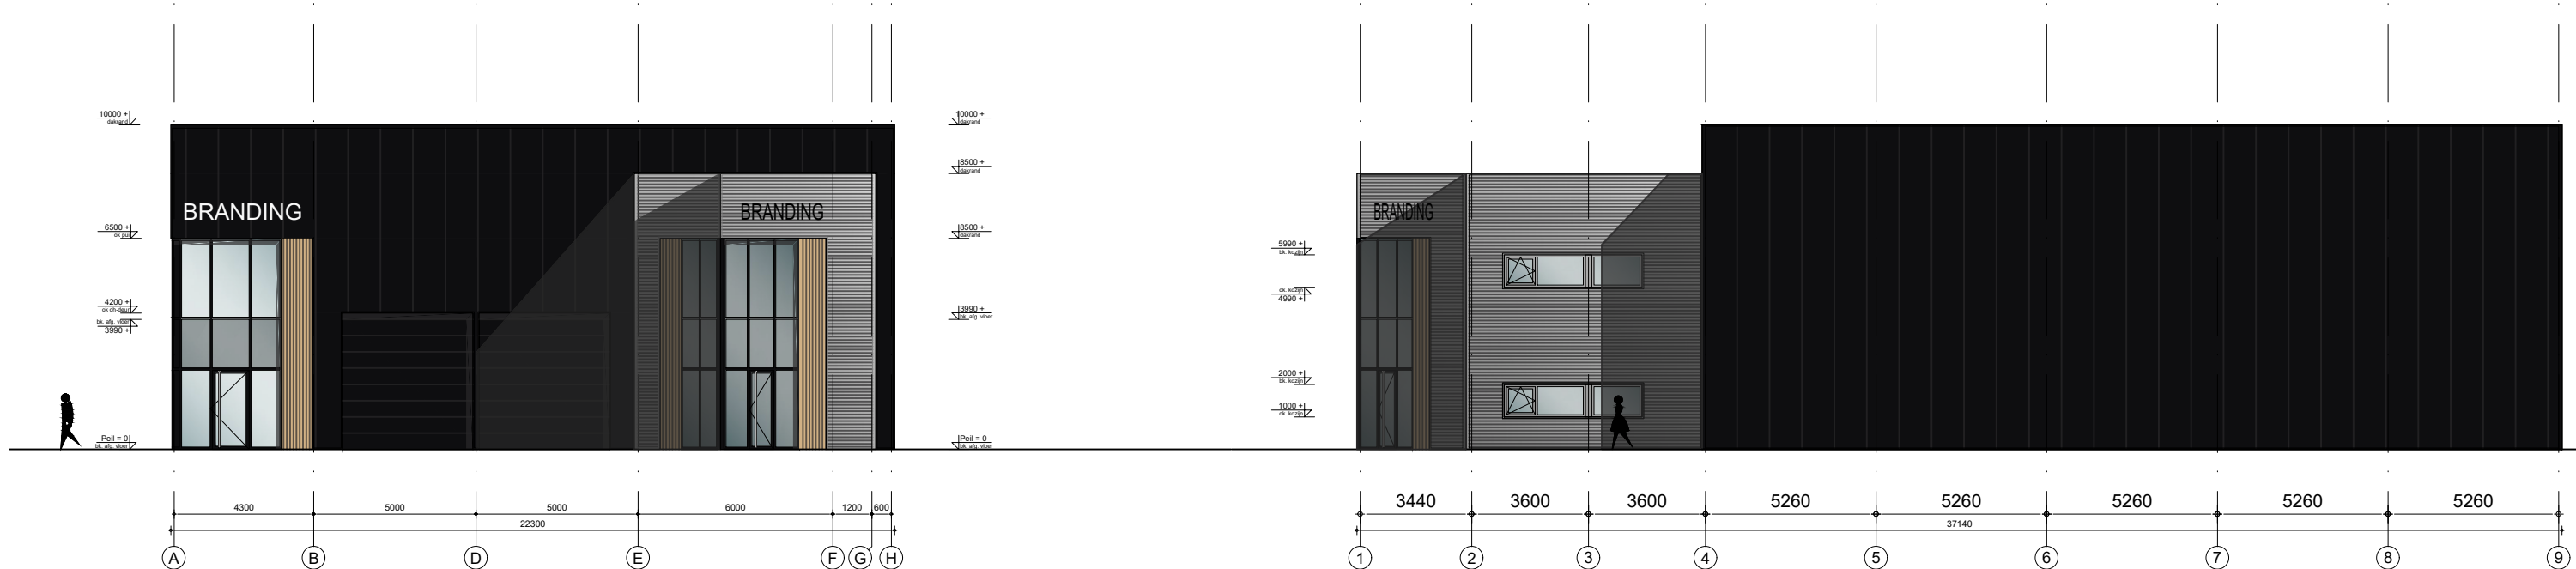 10000 +
dakrand
BRANDING
6500 +
ok pui
4200 +
ok oh-deur
bk. afg. vloer
3990 +
Peil = 0
bk. afg. vloer
BRANDING
10000 +
dakrand
8500 +
dakrand
8500 +
dakrand
3990 +
bk. afg. vloer
Peil = 0
bk. afg. vloer
4300 5000 5000 6000 1200 600
22300
A B D E F G H
BRANDING
5990 +
bk. kozijn
ok. kozijn
4990 +
2000 +
bk. kozijn
1000 +
ok. kozijn
3440 3600 3600 5260 5260 5260 5260 5260
37140
1 2 3 4 5 6 7 8 9